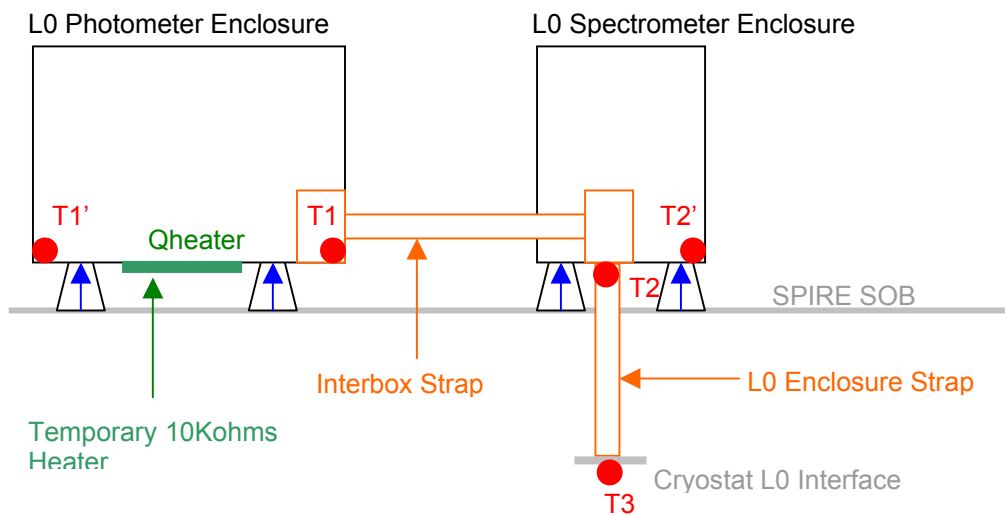 L0 Photometer Enclosure
L0 Spectrometer Enclosure
T1'
Qheater
T1
T2'
T2
SPIRE SOB
Interbox Strap
L0 Enclosure Strap
Temporary 10Kohms
Heater
Cryostat L0 Interface
T3